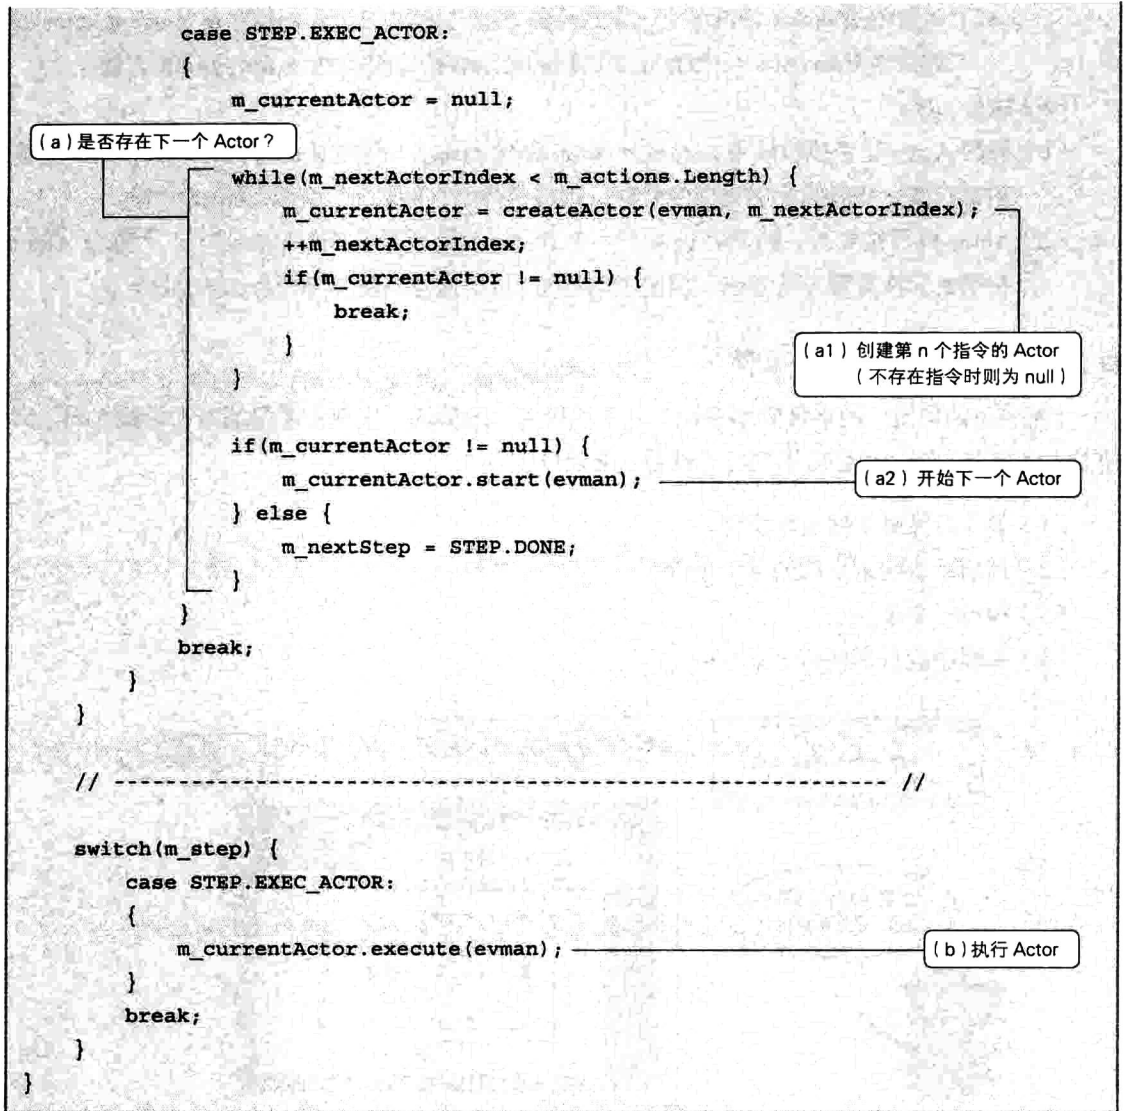 case STEP.EXEC_ACTOR:
{
m_currentActor = null;
(a)是否存在下一个 Actor?
while(m_nextActorIndex < m_actions.Length) {
m_currentActor = createActor(evman, m_nextActorIndex);
++m_nextActorIndex;
if(m_currentActor != null) {
break;
}
(a1) 创建第 n 个指令的 Actor
(不存在指令时则为 null)
}
if(m_currentActor != null) {
m_currentActor.start(evman);
(a2) 开始下一个 Actor
} else {
m_nextStep = STEP.DONE;
}
}
break;
}
}
// ------------------------------------------------------------ //
switch(m_step) {
case STEP.EXEC_ACTOR:
{
m_currentActor.execute(evman);
(b)执行 Actor
}
break;
}
}